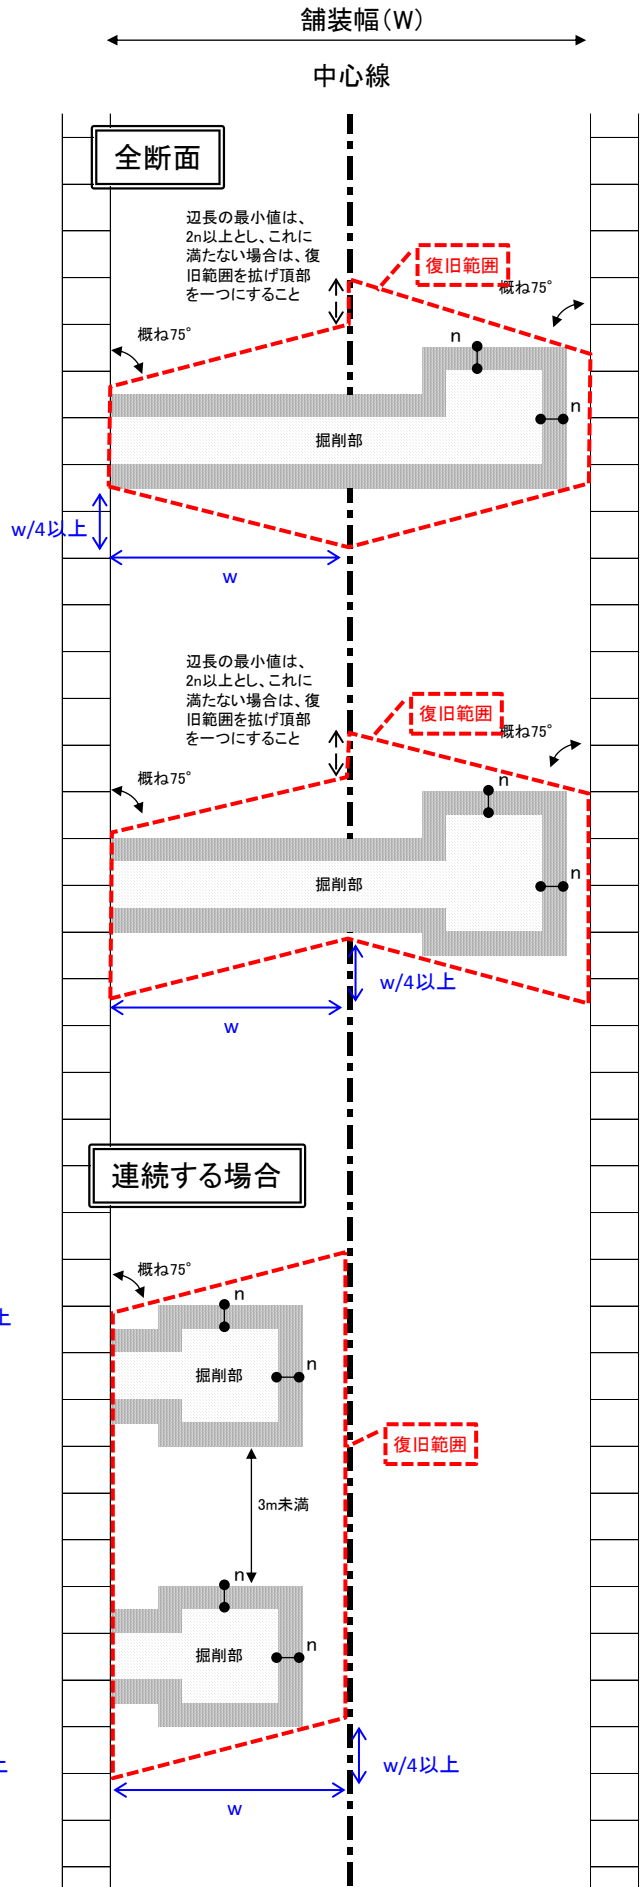 舗装幅(W)
中心線
全断面
辺長の最小値は、
2n以上とし、これに
満たない場合は、復
旧範囲を拡げ頂部
を一つにすること
復旧範囲
概ね75°
概ね75°
n
n
掘削部
w/4以上
w
辺長の最小値は、
2n以上とし、これに
満たない場合は、復
旧範囲を拡げ頂部
を一つにすること
復旧範囲
概ね75°
概ね75°
n
n
掘削部
w/4以上
w
連続する場合
概ね75°
n
上
n
掘削部
復旧範囲
3m未満
n
n
掘削部
上
w/4以上
w